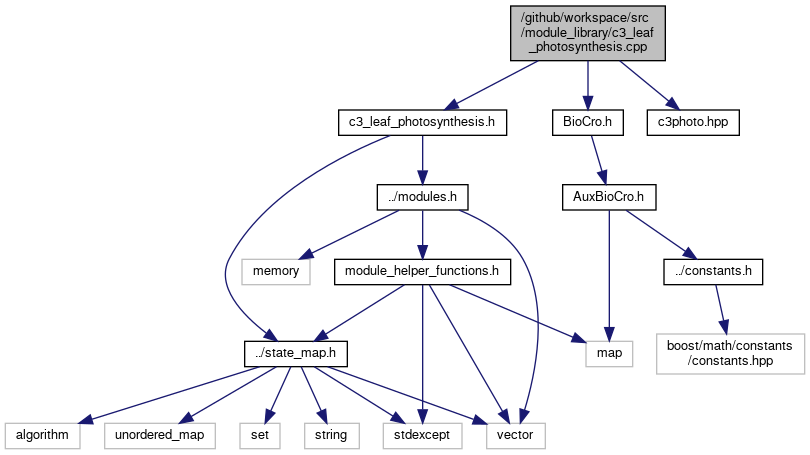 /github/workspace/src
/module_library/c3_leaf
_photosynthesis.cpp
c3_leaf_photosynthesis.h
BioCro.h
c3photo.hpp
../modules.h
AuxBioCro.h
memory
module_helper_functions.h
../constants.h
../state_map.h
map
boost/math/constants
/constants.hpp
algorithm
unordered_map
set
string
stdexcept
vector